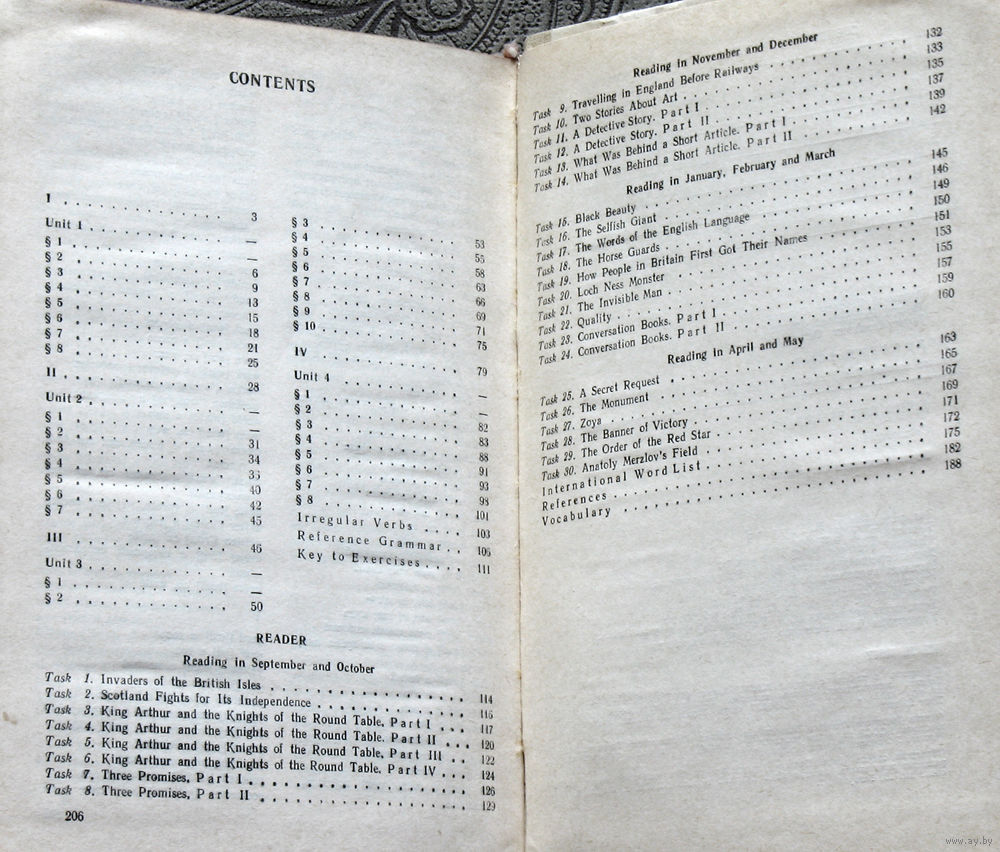 CONTENTS
I . . . . . . . . . . . . 3
Unit 1 . . . . . . . . . . —
§ 1 . . . . . . . . . . . —
§ 2 . . . . . . . . . . . 6
§ 3 . . . . . . . . . . . 9
§ 4 . . . . . . . . . . . 13
§ 5 . . . . . . . . . . . 15
§ 6 . . . . . . . . . . . 18
§ 7 . . . . . . . . . . . 21
§ 8 . . . . . . . . . . . 25
II . . . . . . . . . . . . 28
Unit 2 . . . . . . . . . . —
§ 1 . . . . . . . . . . . —
§ 2 . . . . . . . . . . . 31
§ 3 . . . . . . . . . . . 34
§ 4 . . . . . . . . . . . 35
§ 5 . . . . . . . . . . . 40
§ 6 . . . . . . . . . . . 42
§ 7 . . . . . . . . . . . 45
III . . . . . . . . . . . 46
Unit 3 . . . . . . . . . . —
§ 1 . . . . . . . . . . . —
§ 2 . . . . . . . . . . . 50
§ 3 . . . . . . . . . . . 53
§ 4 . . . . . . . . . . . 55
§ 5 . . . . . . . . . . . 58
§ 6 . . . . . . . . . . . 63
§ 7 . . . . . . . . . . . 66
§ 8 . . . . . . . . . . . 69
§ 9 . . . . . . . . . . . 71
§ 10 . . . . . . . . . . . 75
IV . . . . . . . . . . . . 79
Unit 4 . . . . . . . . . . —
§ 1 . . . . . . . . . . . —
§ 2 . . . . . . . . . . . 82
§ 3 . . . . . . . . . . . 83
§ 4 . . . . . . . . . . . 88
§ 5 . . . . . . . . . . . 91
§ 6 . . . . . . . . . . . 93
§ 7 . . . . . . . . . . . 98
§ 8 . . . . . . . . . . . 101
Irregular Verbs . . . . 103
Reference Grammar . . 106
Key to Exercises . . . . 111
READER
Reading in September and October
Task 1. Invaders of the British Isles . . . . . . . . 114
Task 2. Scotland Fights for Its Independence . . . . . . 116
Task 3. King Arthur and the Knights of the Round Table. Part I . . . 117
Task 4. King Arthur and the Knights of the Round Table. Part II . . . 120
Task 5. King Arthur and the Knights of the Round Table. Part III . . 122
Task 6. King Arthur and the Knights of the Round Table. Part IV . . . 124
Task 7. Three Promises. Part I . . . . . . . . 126
Task 8. Three Promises. Part II . . . . . . . . 129
206
Reading in November and December
Task 9. Travelling in England Before Railways . . . . . . 132
Task 10. Two Stories About Art . . . . . . . . 133
Task 11. A Detective Story. Part I . . . . . . . . 135
Task 12. A Detective Story. Part II . . . . . . . . 137
Task 13. What Was Behind a Short Article. Part I . . . . . . 139
Task 14. What Was Behind a Short Article. Part II . . . . . . 142
Reading in January, February and March
Task 15. Black Beauty . . . . . . . . 145
Task 16. The Selfish Giant . . . . . . . . 146
Task 17. The Words of the English Language . . . . . . 149
Task 18. The Horse Guards . . . . . . . . 150
Task 19. How People in Britain First Got Their Names . . . . . . 151
Task 20. Loch Ness Monster . . . . . . . . 153
Task 21. The Invisible Man . . . . . . . . 155
Task 22. Quality . . . . . . . . 157
Task 23. Conversation Books. Part I . . . . . . . . 159
Task 24. Conversation Books. Part II . . . . . . . . 160
Reading in April and May
Task 25. A Secret Request . . . . . . . . 163
Task 26. The Monument . . . . . . . . 165
Task 27. Zoya . . . . . . . . 167
Task 28. The Banner of Victory . . . . . . . . 169
Task 29. The Order of the Red Star . . . . . . . . 171
Task 30. Anatoly Merzlov's Field . . . . . . . . 172
International Word List . . . . . . . . 175
References . . . . . . . . 182
Vocabulary . . . . . . . . 188
www.ay.by